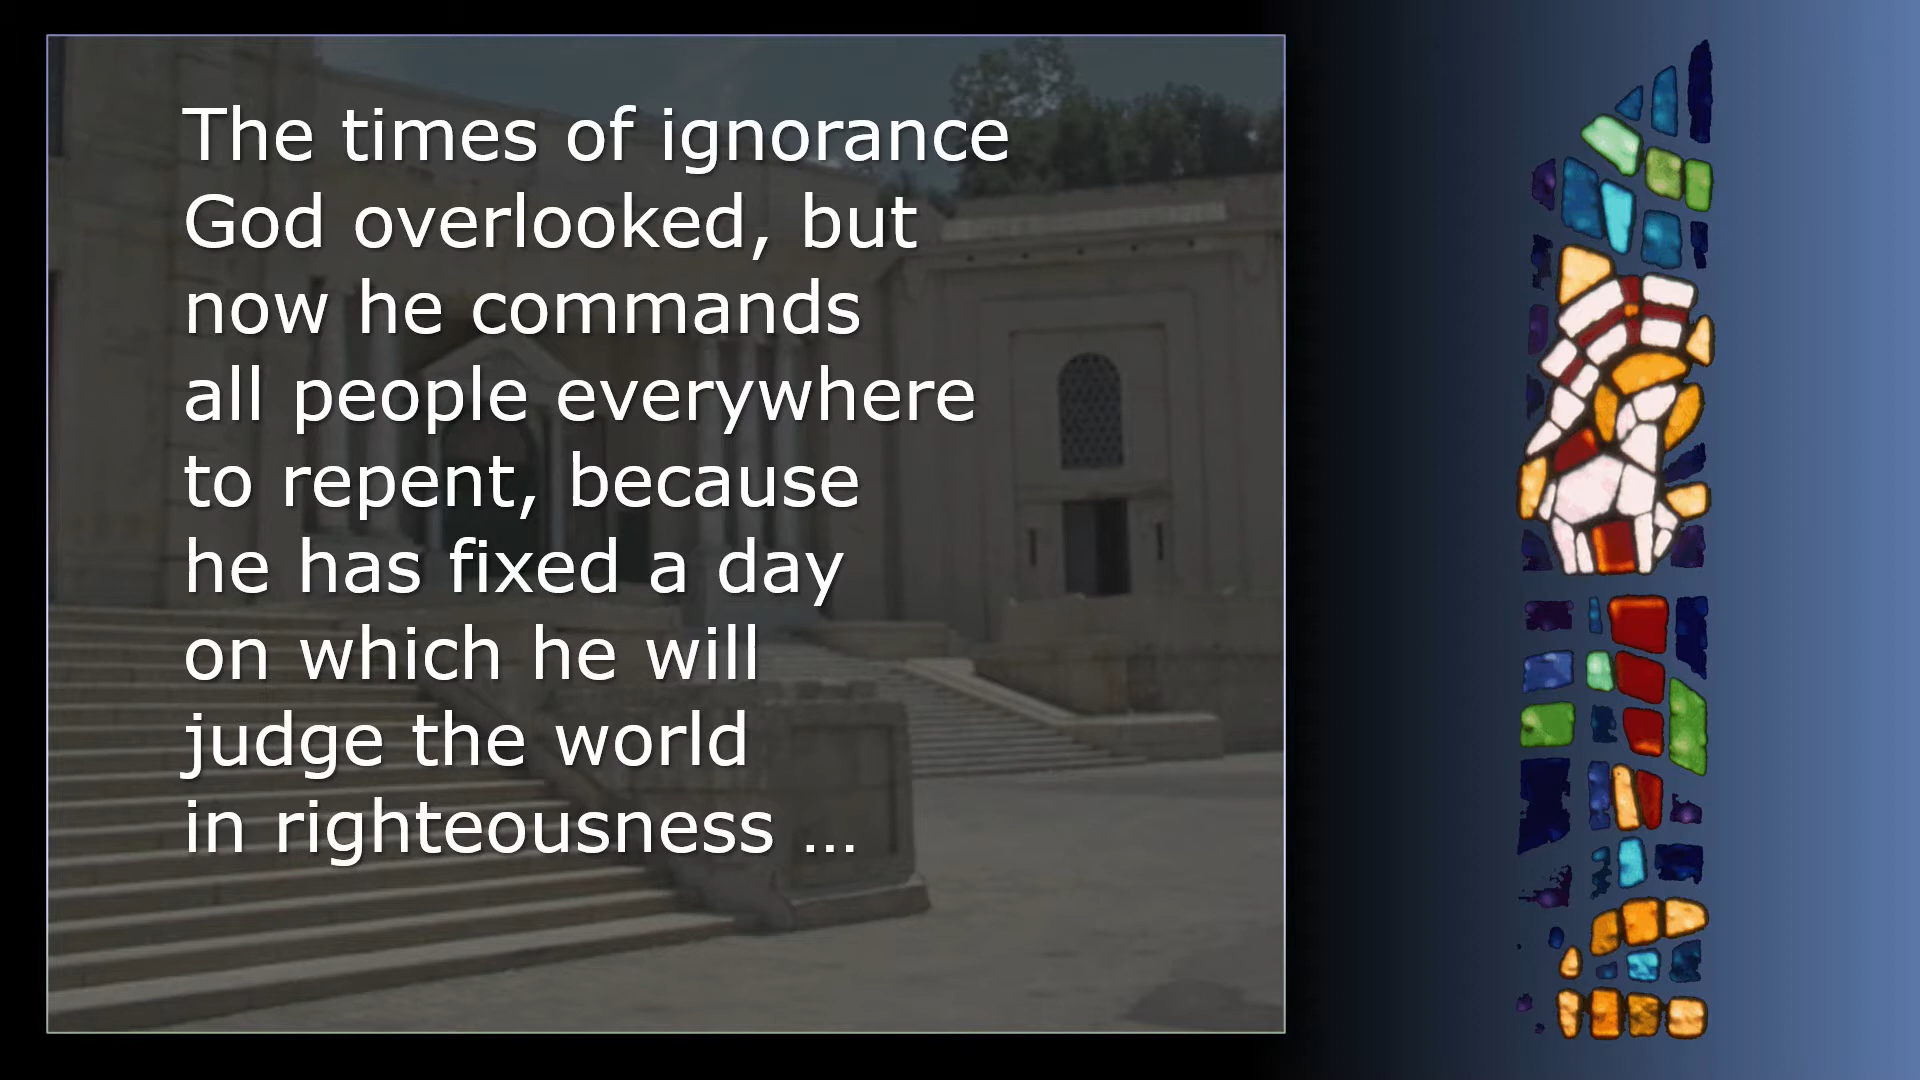 The times of ignorance
God overlooked, but
now he commands
all people everywhere
to repent, because
he has fixed a day
on which he will
judge the world
in righteousness …